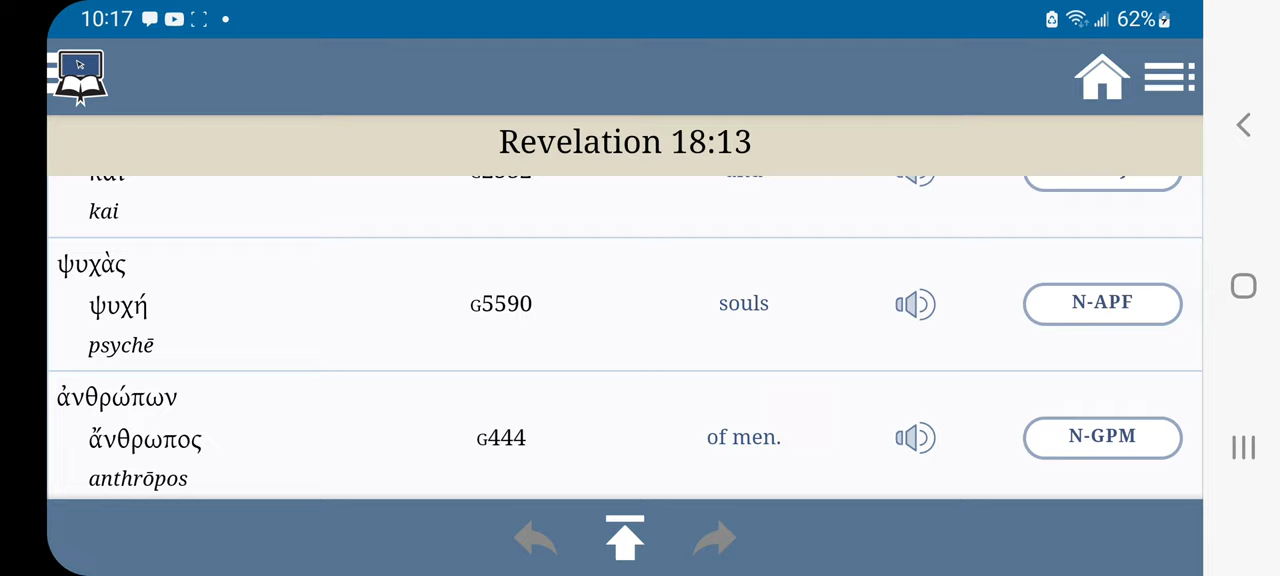 10:17 62%
Revelation 18:13
kai
ψυχὰς
ψυχή G5590 souls N-APF
psychē
ἀνθρώπων
ἄνθρωπος G444 of men. N-GPM
anthrōpos